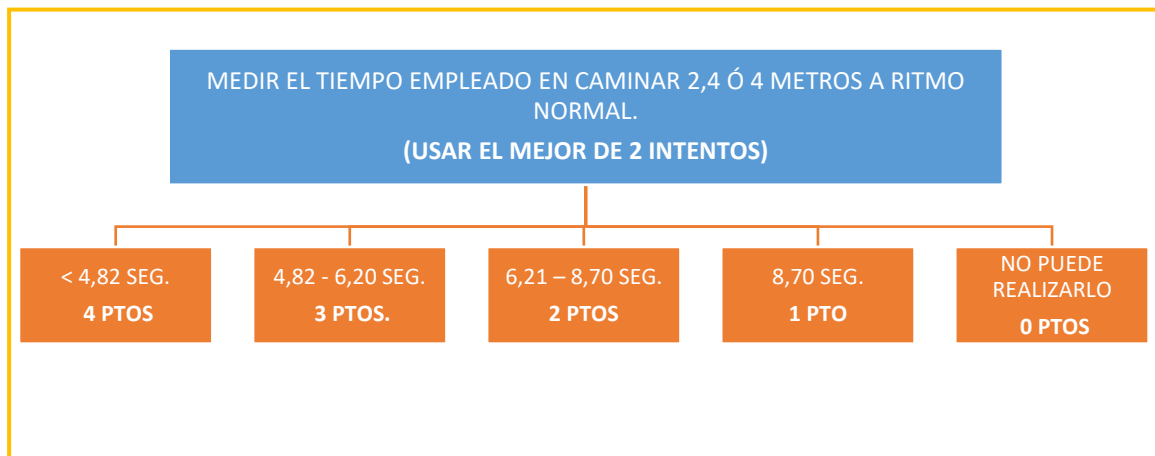 MEDIR EL TIEMPO EMPLEADO EN CAMINAR 2,4 Ó 4 METROS A RITMO
NORMAL.
(USAR EL MEJOR DE 2 INTENTOS)
< 4,82 SEG.
4 PTOS
4,82 - 6,20 SEG.
3 PTOS.
6,21 – 8,70 SEG.
2 PTOS
8,70 SEG.
1 PTO
NO PUEDE
REALIZARLO
0 PTOS